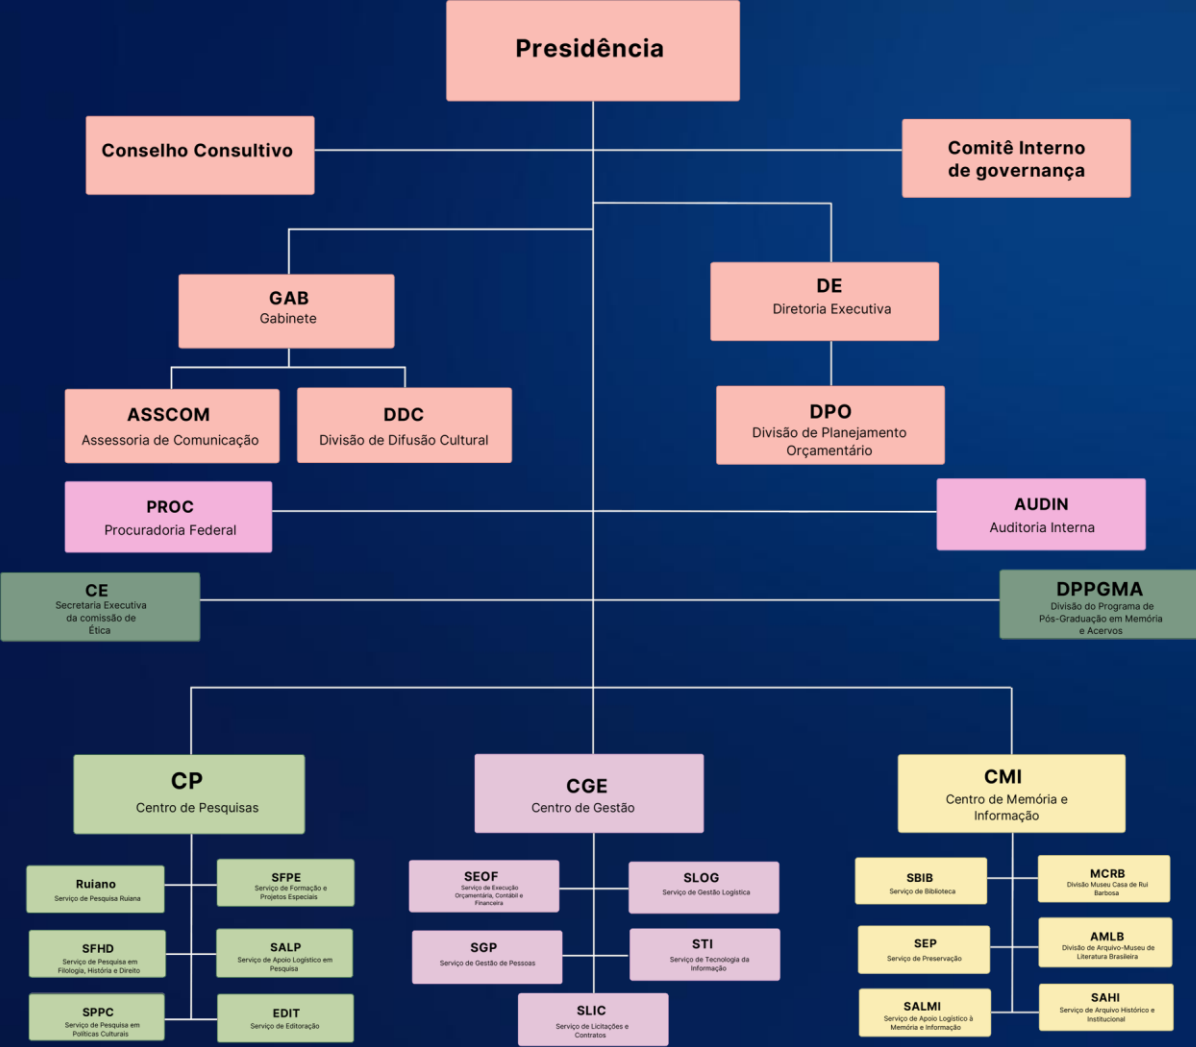 Presidência
Conselho Consultivo
Comitê Interno
de governança
GAB
Gabinete
DE
Diretoria Executiva
ASSCOM
Assessoria de Comunicação
DDC
Divisão de Difusão Cultural
DPO
Divisão de Planejamento
Orçamentário
PROC
Procuradoria Federal
AUDIN
Auditoria Interna
CE
Secretaria Executiva
da comissão de
Ética
DPPGMA
Divisão do Programa de
Pós-Graduação em Memória
e Acervos
CP
Centro de Pesquisas
CGE
Centro de Gestão
CMI
Centro de Memória e
Informação
Ruiano
Serviço de Pesquisa Ruiana
SFPE
Serviço de Formação e
Projetos Especiais
SFHD
Serviço de Pesquisa em
Filologia, História e Direito
SALP
Serviço de Apoio Logístico em
Pesquisa
SPPC
Serviço de Pesquisa em
Políticas Culturais
EDIT
Serviço de Editoração
SEOF
Serviço de Execução
Orçamentária, Contábil e
Financeira
SLOG
Serviço de Gestão Logística
SGP
Serviço de Gestão de Pessoas
STI
Serviço de Tecnologia da
Informação
SLIC
Serviço de Licitações e
Contratos
SBIB
Serviço de Biblioteca
MCRB
Divisão Museu Casa de Rui
Barbosa
SEP
Serviço de Preservação
AMLB
Divisão de Arquivo-Museu de
Literatura Brasileira
SALMI
Serviço de Apoio Logístico à
Memória e Informação
SAHI
Serviço de Arquivo Histórico e
Institucional